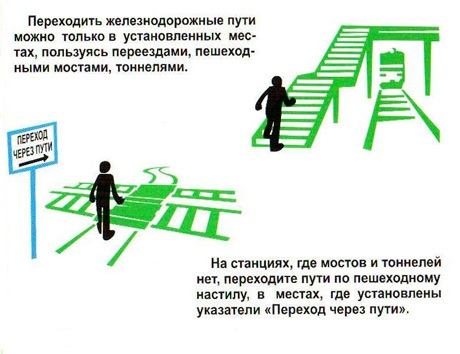 Переходить железнодорожные пути
можно только в установленных мес-
тах, пользуясь переездами, пешеход-
ными мостами, тоннелями.
ПЕРЕХОД
ЧЕРЕЗ ПУТИ
На станциях, где мостов и тоннелей
нет, переходите пути по пешеходному
настилу, в местах, где установлены
указатели «Переход через пути».